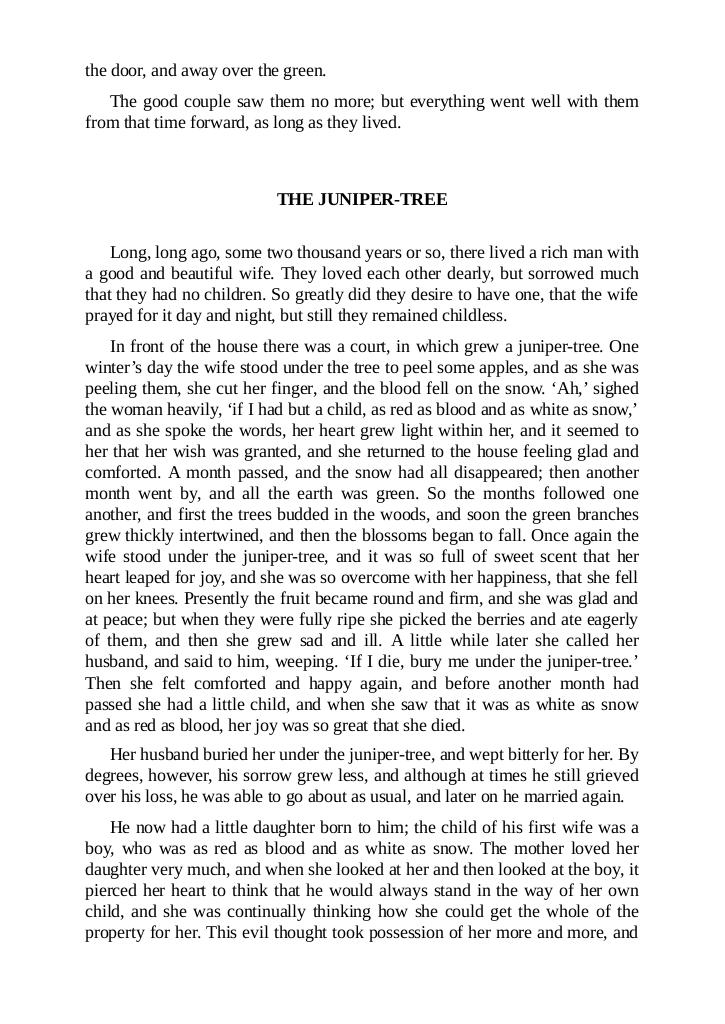 the door, and away over the green.
The good couple saw them no more; but everything went well with them
from that time forward, as long as they lived.
THE JUNIPER-TREE
Long, long ago, some two thousand years or so, there lived a rich man with
a good and beautiful wife. They loved each other dearly, but sorrowed much
that they had no children. So greatly did they desire to have one, that the wife
prayed for it day and night, but still they remained childless.
In front of the house there was a court, in which grew a juniper-tree. One
winter’s day the wife stood under the tree to peel some apples, and as she was
peeling them, she cut her finger, and the blood fell on the snow. ‘Ah,’ sighed
the woman heavily, ‘if I had but a child, as red as blood and as white as snow,’
and as she spoke the words, her heart grew light within her, and it seemed to
her that her wish was granted, and she returned to the house feeling glad and
comforted. A month passed, and the snow had all disappeared; then another
month went by, and all the earth was green. So the months followed one
another, and first the trees budded in the woods, and soon the green branches
grew thickly intertwined, and then the blossoms began to fall. Once again the
wife stood under the juniper-tree, and it was so full of sweet scent that her
heart leaped for joy, and she was so overcome with her happiness, that she fell
on her knees. Presently the fruit became round and firm, and she was glad and
at peace; but when they were fully ripe she picked the berries and ate eagerly
of them, and then she grew sad and ill. A little while later she called her
husband, and said to him, weeping. ‘If I die, bury me under the juniper-tree.’
Then she felt comforted and happy again, and before another month had
passed she had a little child, and when she saw that it was as white as snow
and as red as blood, her joy was so great that she died.
Her husband buried her under the juniper-tree, and wept bitterly for her. By
degrees, however, his sorrow grew less, and although at times he still grieved
over his loss, he was able to go about as usual, and later on he married again.
He now had a little daughter born to him; the child of his first wife was a
boy, who was as red as blood and as white as snow. The mother loved her
daughter very much, and when she looked at her and then looked at the boy, it
pierced her heart to think that he would always stand in the way of her own
child, and she was continually thinking how she could get the whole of the
property for her. This evil thought took possession of her more and more, and